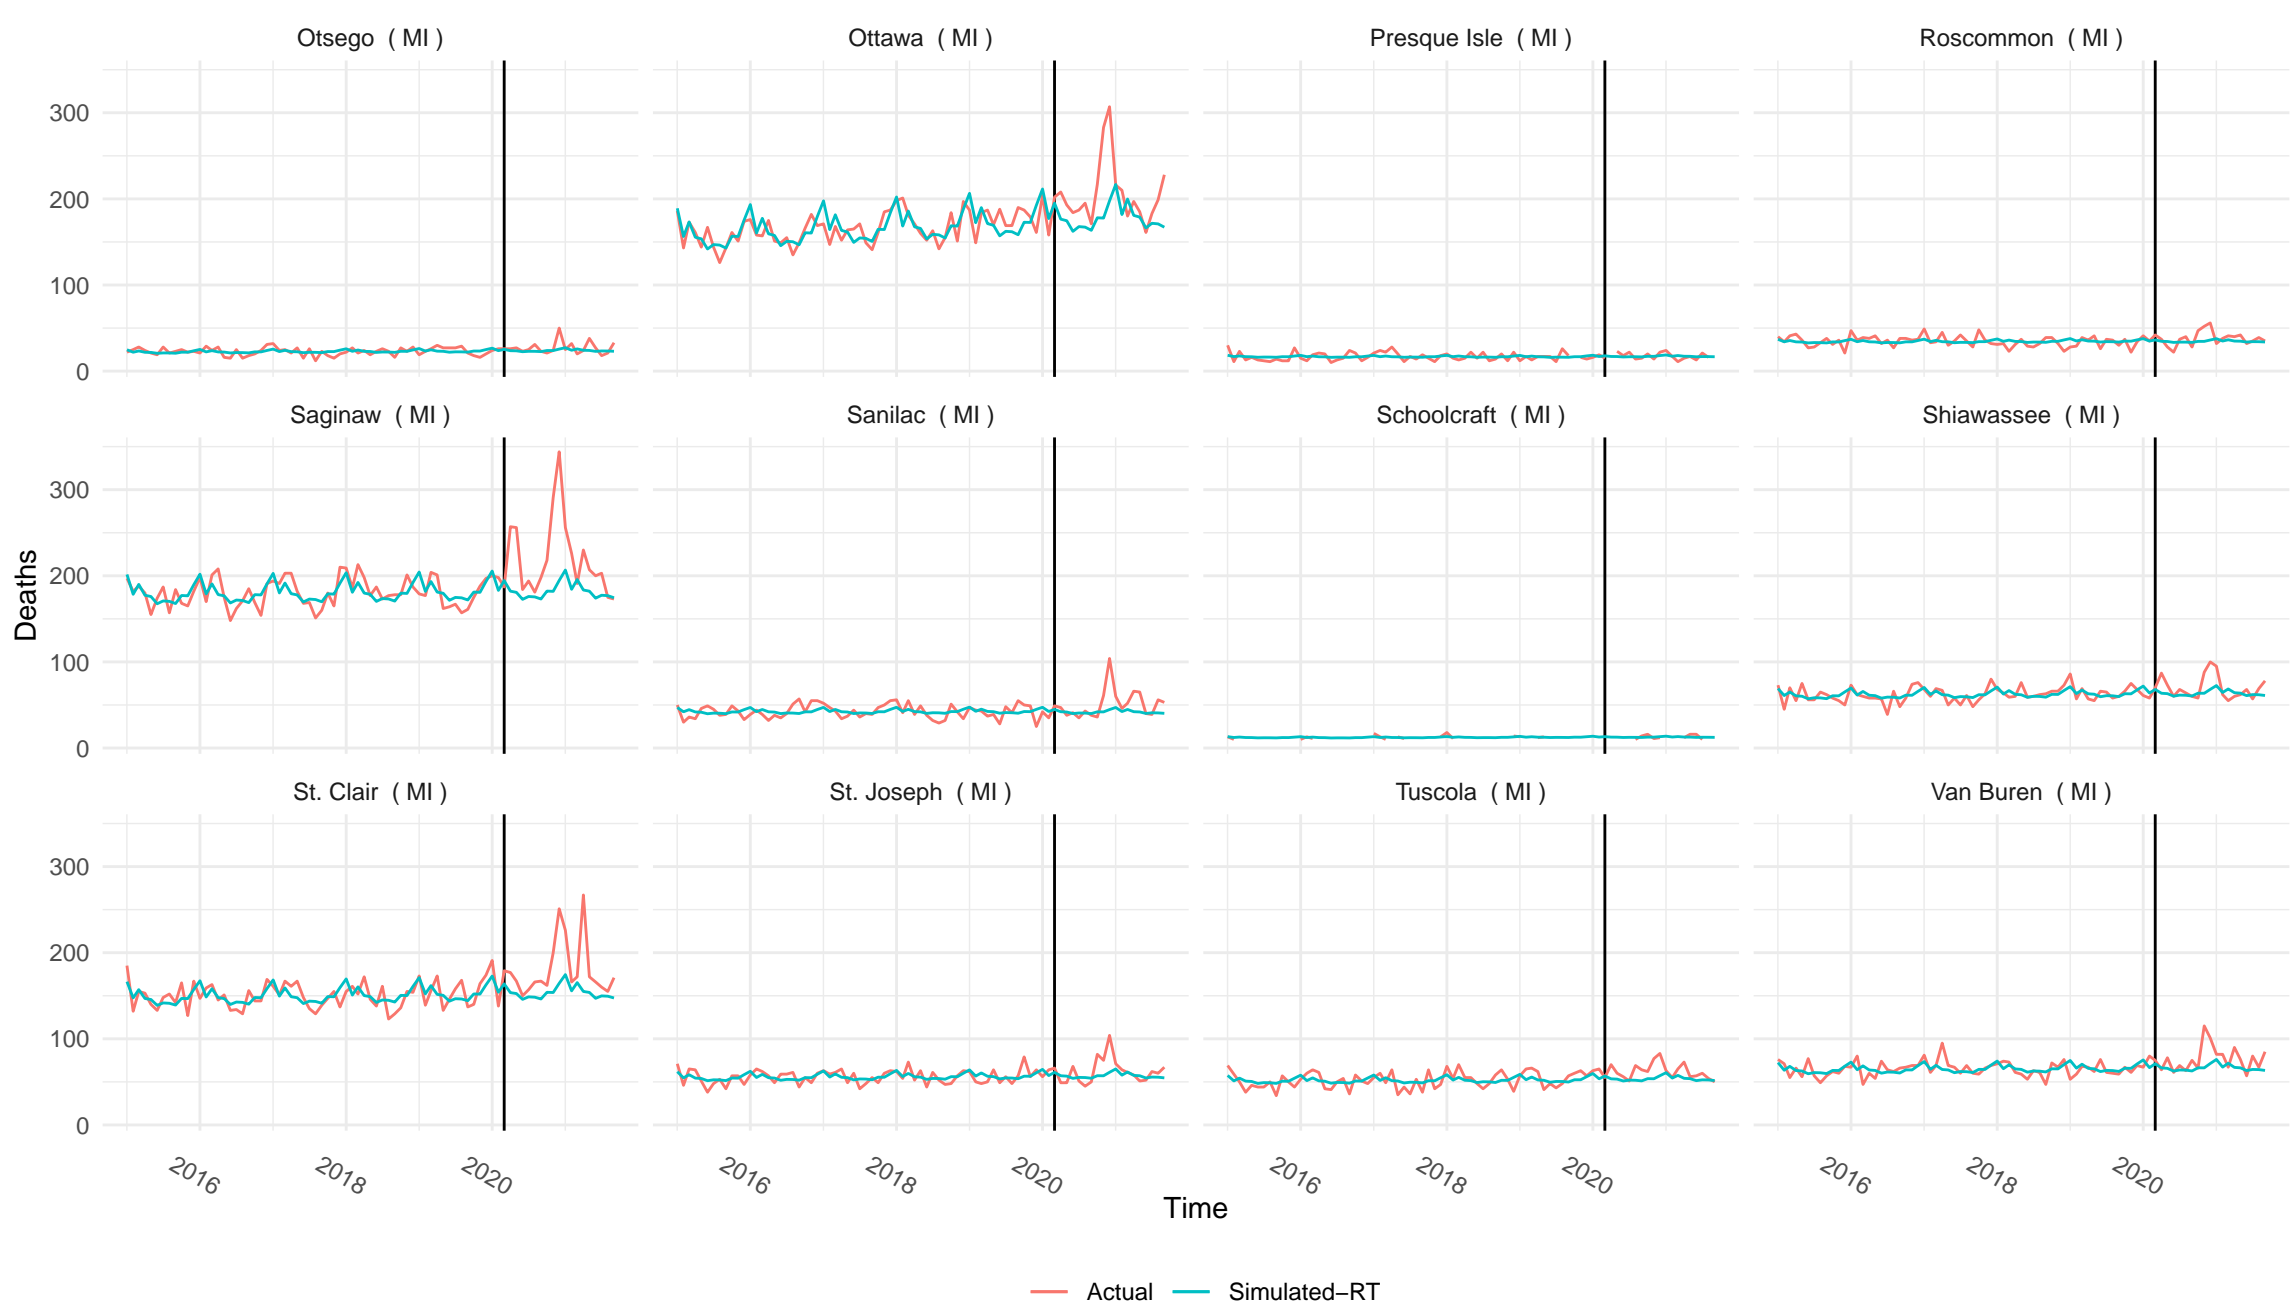 Otsego ( MI )
Ottawa ( MI )
Presque Isle ( MI )
Roscommon ( MI )
300
200
100
0
Saginaw ( MI )
Sanilac ( MI )
Schoolcraft ( MI )
Shiawassee ( MI )
300
200
100
0
Deaths
St. Clair ( MI )
St. Joseph ( MI )
Tuscola ( MI )
Van Buren ( MI )
300
200
100
0
2016 2018 2020
2016 2018 2020
2016 2018 2020
2016 2018 2020
Time
Actual Simulated−RT